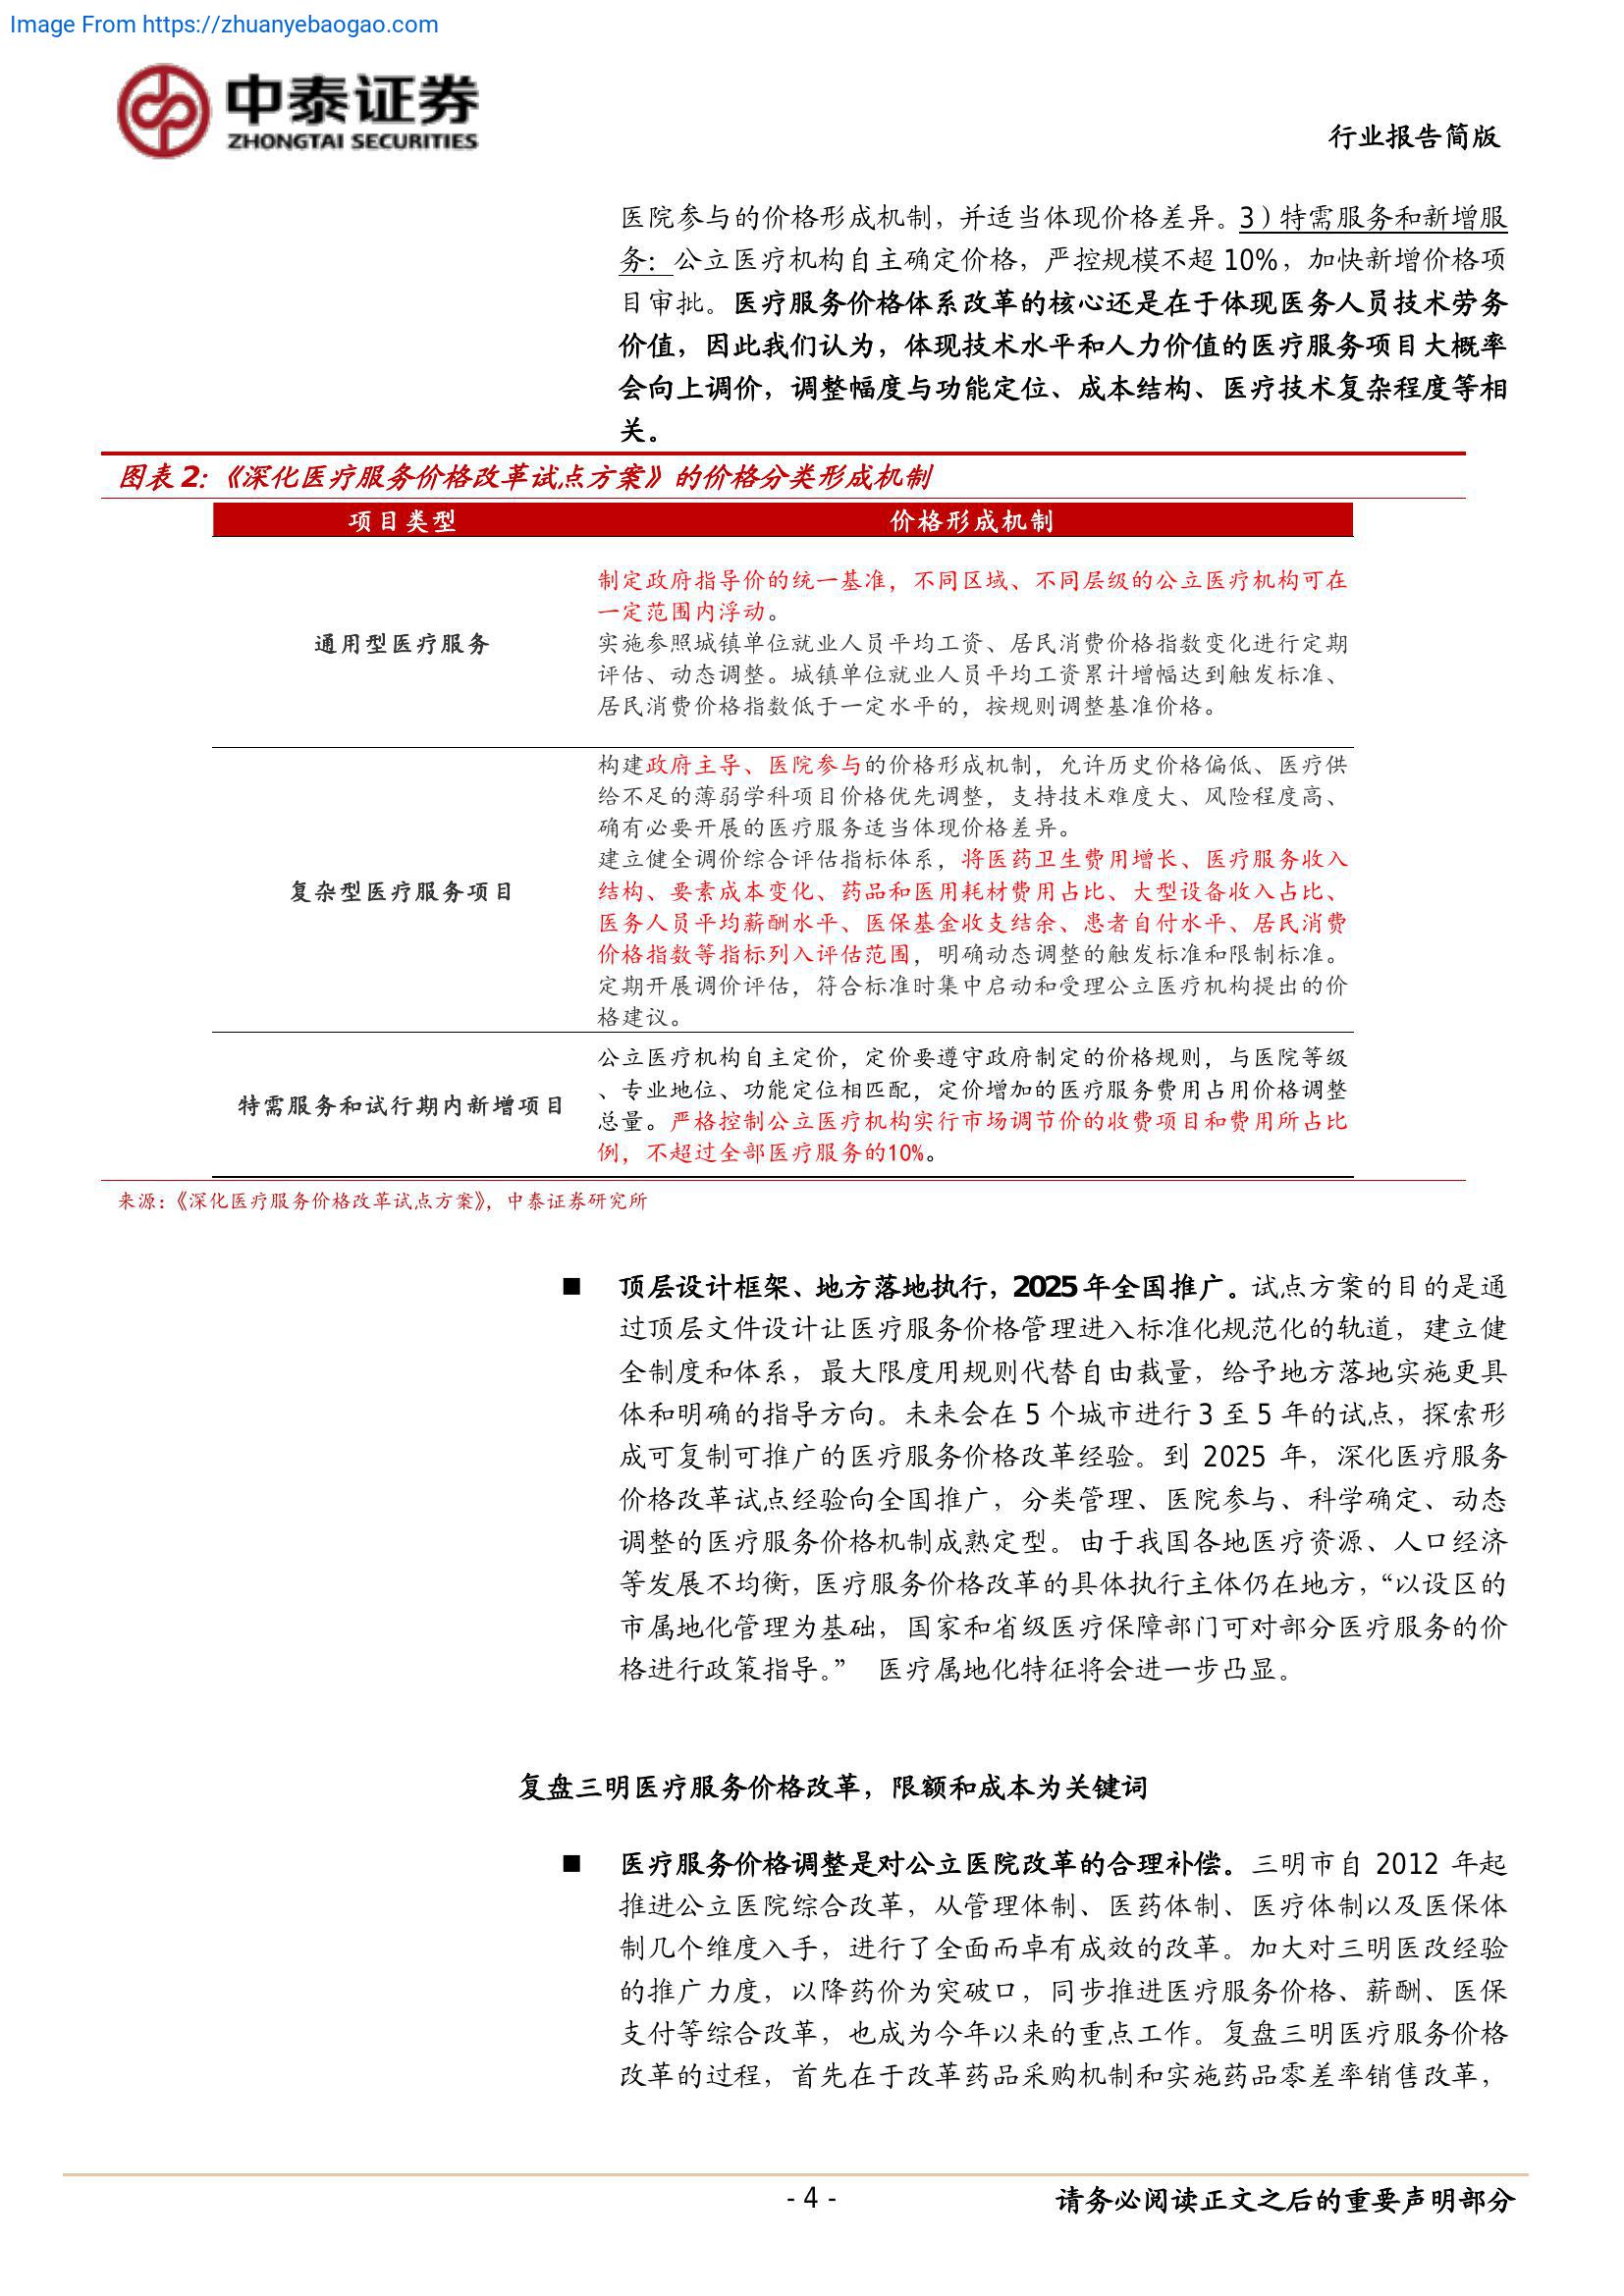 Image From https://zhuanyebaogao.com
中泰证券
ZHONGTAI SECURITIES
行业报告简版
医院参与的价格形成机制，并适当体现价格差异。3）特需服务和新增服
务：公立医疗机构自主确定价格，严控规模不超 10%，加快新增价格项
目审批。医疗服务价格体系改革的核心还是在于体现医务人员技术劳务
价值，因此我们认为，体现技术水平和人力价值的医疗服务项目大概率
会向上调价，调整幅度与功能定位、成本结构、医疗技术复杂程度等相
关。
图表 2：《深化医疗服务价格改革试点方案》的价格分类形成机制
项目类型 价格形成机制
通用型医疗服务
制定政府指导价的统一基准，不同区域、不同层级的公立医疗机构可在
一定范围内浮动。
实施参照城镇单位就业人员平均工资、居民消费价格指数变化进行定期
评估、动态调整。城镇单位就业人员平均工资累计增幅达到触发标准、
居民消费价格指数低于一定水平的，按规则调整基准价格。
复杂型医疗服务项目
构建政府主导、医院参与的价格形成机制，允许历史价格偏低、医疗供
给不足的薄弱学科项目价格优先调整，支持技术难度大、风险程度高、
确有必要开展的医疗服务适当体现价格差异。
建立健全调价综合评估指标体系，将医药卫生费用增长、医疗服务收入
结构、要素成本变化、药品和医用耗材费用占比、大型设备收入占比、
医务人员平均薪酬水平、医保基金收支结余、患者自付水平、居民消费
价格指数等指标列入评估范围，明确动态调整的触发标准和限制标准。
定期开展调价评估，符合标准时集中启动和受理公立医疗机构提出的价
格建议。
特需服务和试行期内新增项目
公立医疗机构自主定价，定价要遵守政府制定的价格规则，与医院等级
、专业地位、功能定位相匹配，定价增加的医疗服务费用占用价格调整
总量。严格控制公立医疗机构实行市场调节价的收费项目和费用所占比
例，不超过全部医疗服务的10%。
来源：《深化医疗服务价格改革试点方案》，中泰证券研究所
■ 顶层设计框架、地方落地执行，2025 年全国推广。试点方案的目的是通
过顶层文件设计让医疗服务价格管理进入标准化规范化的轨道，建立健
全制度和体系，最大限度用规则代替自由裁量，给予地方落地实施更具
体和明确的指导方向。未来会在 5 个城市进行 3 至 5 年的试点，探索形
成可复制可推广的医疗服务价格改革经验。到 2025 年，深化医疗服务
价格改革试点经验向全国推广，分类管理、医院参与、科学确定、动态
调整的医疗服务价格机制成熟定型。由于我国各地医疗资源、人口经济
等发展不均衡，医疗服务价格改革的具体执行主体仍在地方，“以设区的
市属地化管理为基础，国家和省级医疗保障部门可对部分医疗服务的价
格进行政策指导。” 医疗属地化特征将会进一步凸显。
复盘三明医疗服务价格改革，限额和成本为关键词
■ 医疗服务价格调整是对公立医院改革的合理补偿。三明市自 2012 年起
推进公立医院综合改革，从管理体制、医药体制、医疗体制以及医保体
制几个维度入手，进行了全面而卓有成效的改革。加大对三明医改经验
的推广力度，以降药价为突破口，同步推进医疗服务价格、薪酬、医保
支付等综合改革，也成为今年以来的重点工作。复盘三明医疗服务价格
改革的过程，首先在于改革药品采购机制和实施药品零差率销售改革，
- 4 -
请务必阅读正文之后的重要声明部分